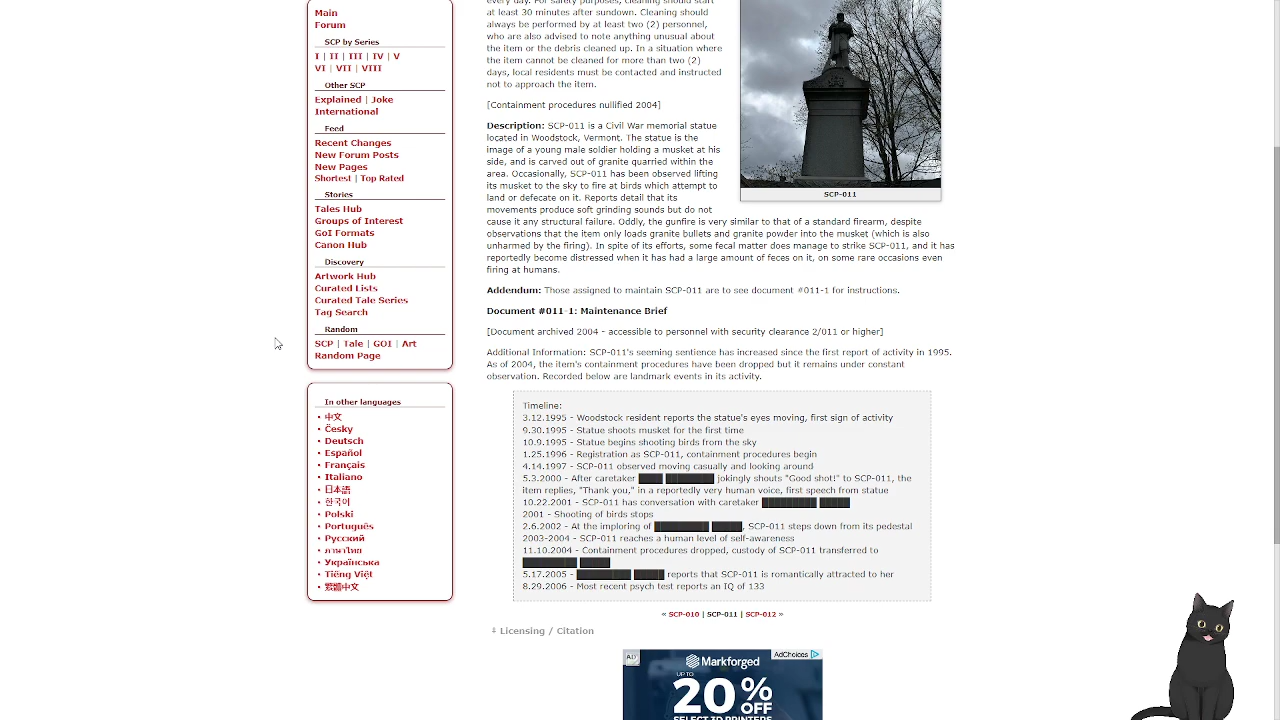 Main
Forum
SCP by Series
I | II | III | IV | V
VI | VII | VIII
Other SCP
Explained | Joke
International
Feed
Recent Changes
New Forum Posts
New Pages
Shortest | Top Rated
Stories
Tales Hub
Groups of Interest
GoI Formats
Canon Hub
Discovery
Artwork Hub
Curated Lists
Curated Tale Series
Tag Search
Random
SCP | Tale | GOI | Art
Random Page
In other languages
中文
Česky
Deutsch
Español
Français
Italiano
日本語
한국어
Polski
Português
Русский
ภาษาไทย
Українська
Tiếng Việt
繁體中文
every day. For safety purposes, cleaning should start
at least 30 minutes after sundown. Cleaning should
always be performed by at least two (2) personnel,
who are also advised to note anything unusual about
the item or the debris cleaned up. In a situation where
the item cannot be cleaned for more than two (2)
days, local residents must be contacted and instructed
not to approach the item.
[Containment procedures nullified 2004]
Description: SCP-011 is a Civil War memorial statue
located in Woodstock, Vermont. The statue is the
image of a young male soldier holding a musket at his
side, and is carved out of granite quarried within the
area. Occasionally, SCP-011 has been observed lifting
its musket to the sky to fire at birds which attempt to
land or defecate on it. Reports detail that its
movements produce soft grinding sounds but do not
cause it any structural failure. Oddly, the gunfire is very similar to that of a standard firearm, despite
observations that the item only loads granite bullets and granite powder into the musket (which is also
unharmed by the firing). In spite of its efforts, some fecal matter does manage to strike SCP-011, and it has
reportedly become distressed when it has had a large amount of feces on it, on some rare occasions even
firing at humans.
SCP-011
Addendum: Those assigned to maintain SCP-011 are to see document #011-1 for instructions.
Document #011-1: Maintenance Brief
[Document archived 2004 - accessible to personnel with security clearance 2/011 or higher]
Additional Information: SCP-011's seeming sentience has increased since the first report of activity in 1995.
As of 2004, the item's containment procedures have been dropped but it remains under constant
observation. Recorded below are landmark events in its activity.
Timeline:
3.12.1995 - Woodstock resident reports the statue's eyes moving, first sign of activity
9.30.1995 - Statue shoots musket for the first time
10.9.1995 - Statue begins shooting birds from the sky
1.25.1996 - Registration as SCP-011, containment procedures begin
4.14.1997 - SCP-011 observed moving casually and looking around
5.3.2000 - After caretaker ███ ██████ jokingly shouts "Good shot!" to SCP-011, the
item replies, "Thank you," in a reportedly very human voice, first speech from statue
10.22.2001 - SCP-011 has conversation with caretaker ███████ ████
2001 - Shooting of birds stops
2.6.2002 - At the imploring of ███████ ████, SCP-011 steps down from its pedestal
2003-2004 - SCP-011 reaches a human level of self-awareness
11.10.2004 - Containment procedures dropped, custody of SCP-011 transferred to
███████ ████
5.17.2005 - ███████ ████ reports that SCP-011 is romantically attracted to her
8.20.2006 - Most recent psych test reports an IQ of 133
« SCP-010 | SCP-011 | SCP-012 »
‡ Licensing / Citation
AD
Markforged
AdChoices
UP TO
20% OFF
SELECT 3D PRINTERS